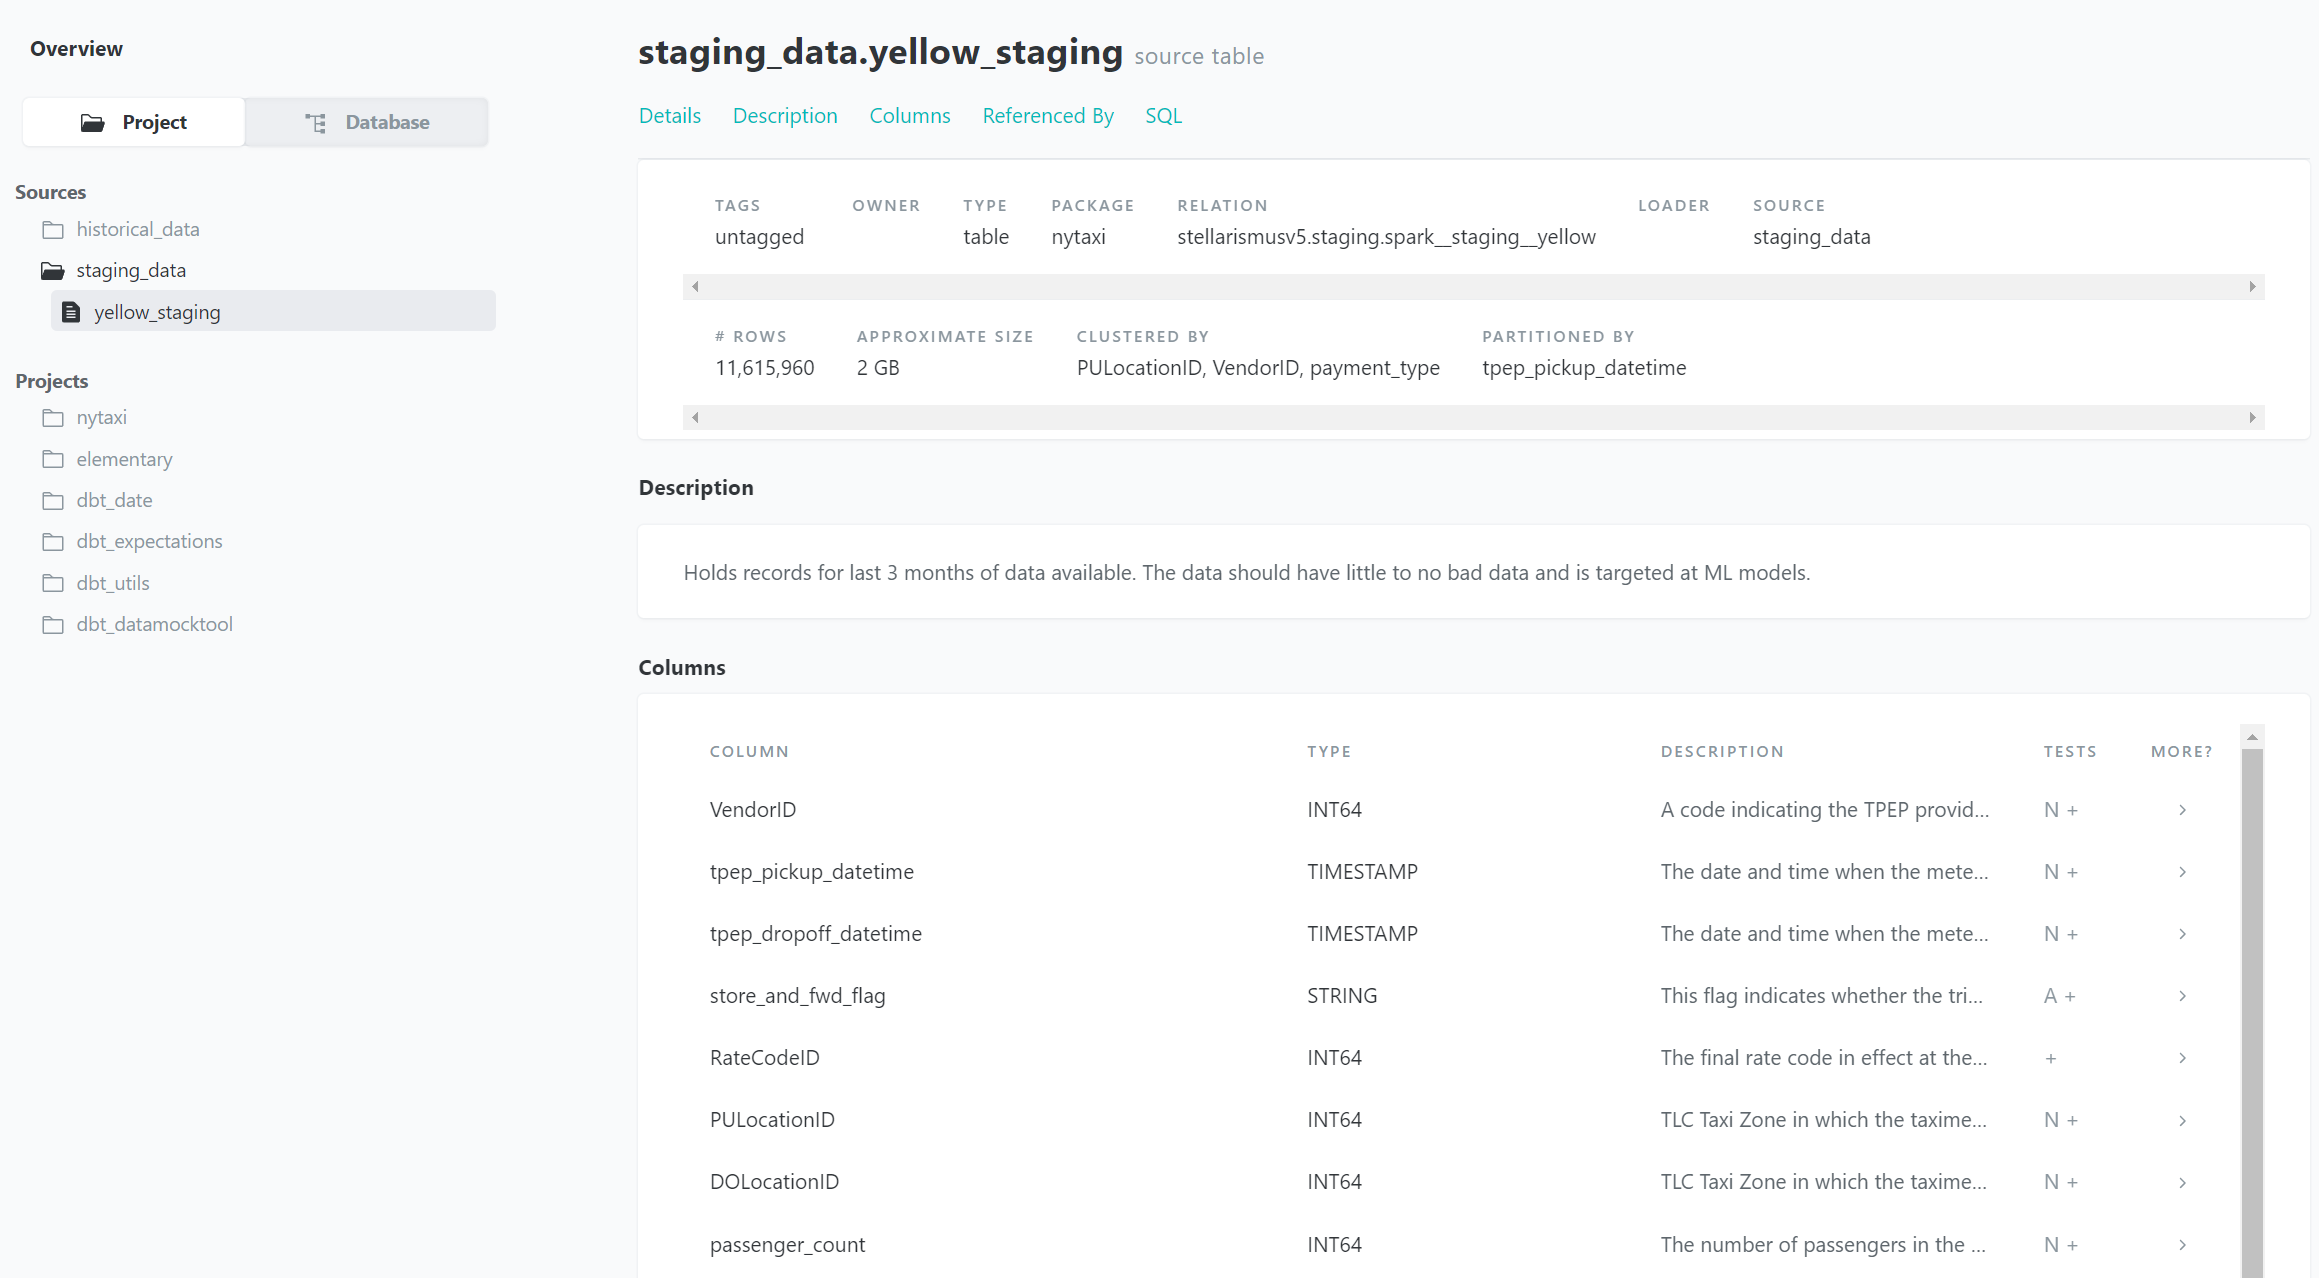 Overview
Project
Database
Sources
historical_data
staging_data
yellow_staging
Projects
nytaxi
elementary
dbt_date
dbt_expectations
dbt_utils
dbt_datamocktool
staging_data.yellow_staging source table
Details Description Columns Referenced By SQL
TAGS OWNER TYPE PACKAGE RELATION LOADER SOURCE
untagged table nytaxi stellarismusv5.staging.spark__staging__yellow staging_data
# ROWS APPROXIMATE SIZE CLUSTERED BY PARTITIONED BY
11,615,960 2 GB PULocationID, VendorID, payment_type tpep_pickup_datetime
Description
Holds records for last 3 months of data available. The data should have little to no bad data and is targeted at ML models.
Columns
COLUMN TYPE DESCRIPTION TESTS MORE?
VendorID INT64 A code indicating the TPEP provid... N +
tpep_pickup_datetime TIMESTAMP The date and time when the mete... N +
tpep_dropoff_datetime TIMESTAMP The date and time when the mete... N +
store_and_fwd_flag STRING This flag indicates whether the tri... A +
RateCodeID INT64 The final rate code in effect at the... +
PULocationID INT64 TLC Taxi Zone in which the taxime... N +
DOLocationID INT64 TLC Taxi Zone in which the taxime... N +
passenger_count INT64 The number of passengers in the ... N +